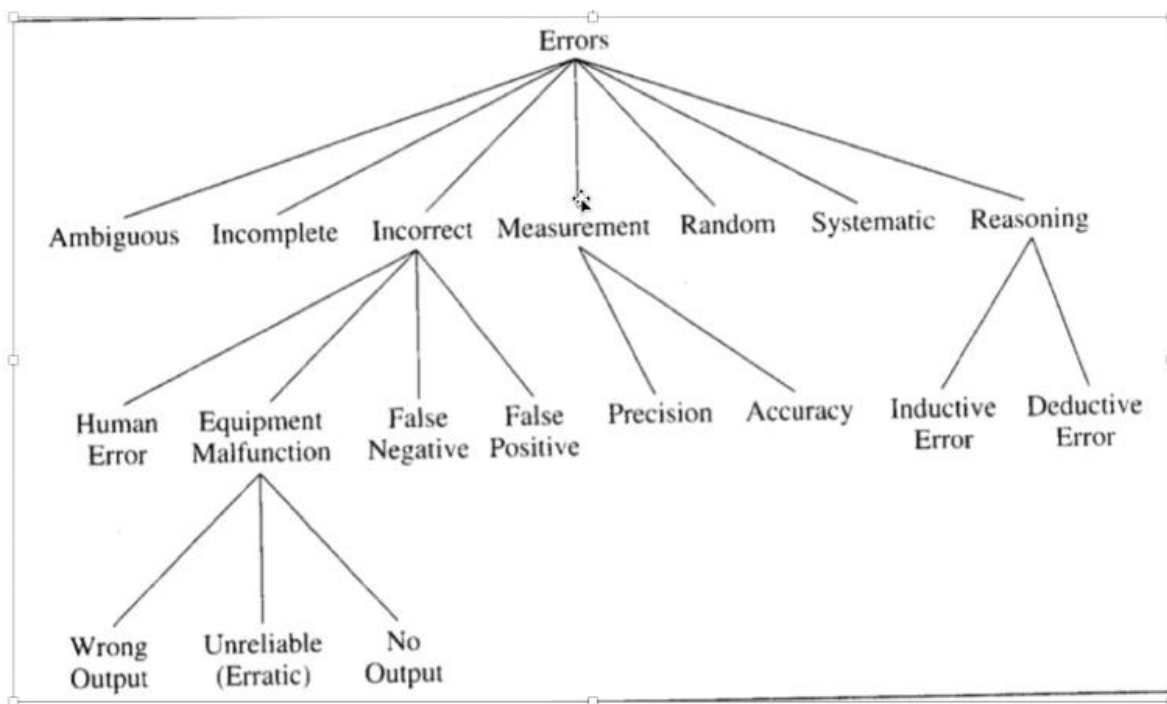 Errors
Ambiguous Incomplete Incorrect Measurement Random Systematic Reasoning
Human Error
Equipment Malfunction
False Negative
False Positive
Precision
Accuracy
Inductive Error
Deductive Error
Wrong Output
Unreliable (Erratic)
No Output